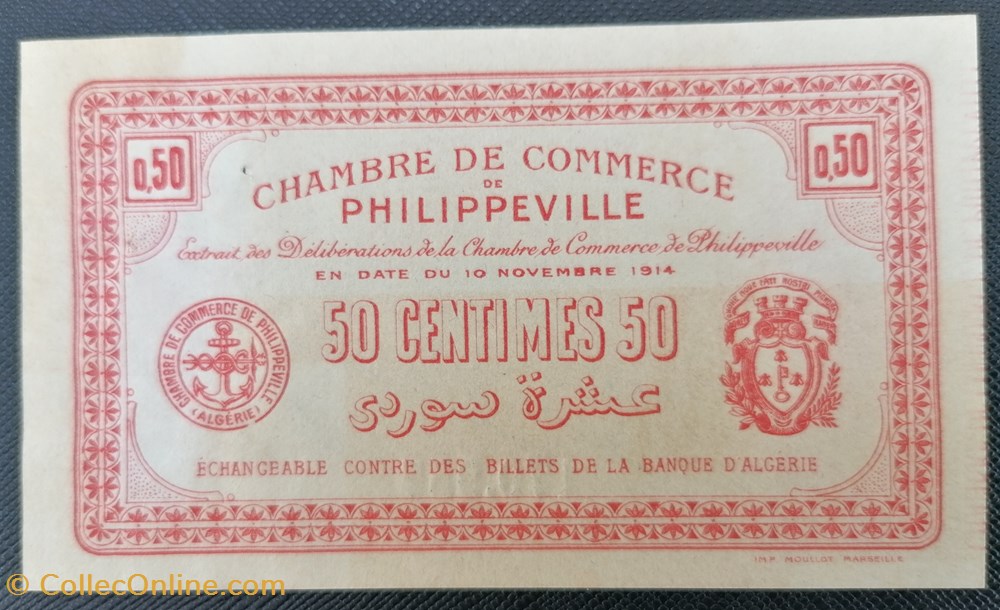 0,50
0,50
CHAMBRE DE COMMERCE
DE
PHILIPPEVILLE
Extrait des Délibérations de la Chambre de Commerce de Philippeville
EN DATE DU 10 NOVEMBRE 1914
50 CENTIMES 50
عشرة سوردي
CHAMBRE DE COMMERCE DE PHILIPPEVILLE
(ALGÉRIE)
ÉCHANGEABLE CONTRE DES BILLETS DE LA BANQUE D'ALGÉRIE
IMP. MOULLOT, MARSEILLE
© CollecOnline.com